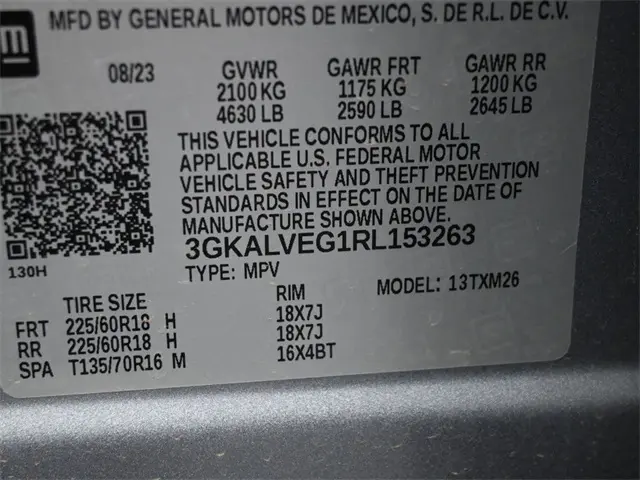 m
MFD BY GENERAL MOTORS DE MEXICO, S. DE R.L. DE C.V.
08/23 GVWR GAWR FRT GAWR RR
2100 KG 1175 KG 1200 KG
4630 LB 2590 LB 2645 LB
THIS VEHICLE CONFORMS TO ALL
APPLICABLE U.S. FEDERAL MOTOR
VEHICLE SAFETY AND THEFT PREVENTION
STANDARDS IN EFFECT ON THE DATE OF
MANUFACTURE SHOWN ABOVE.
3GKALVEG1RL153263
130H TYPE: MPV MODEL: 13TXM26
TIRE SIZE RIM
FRT 225/60R18 H 18X7J
RR 225/60R18 H 18X7J
SPA T135/70R16 M 16X4BT